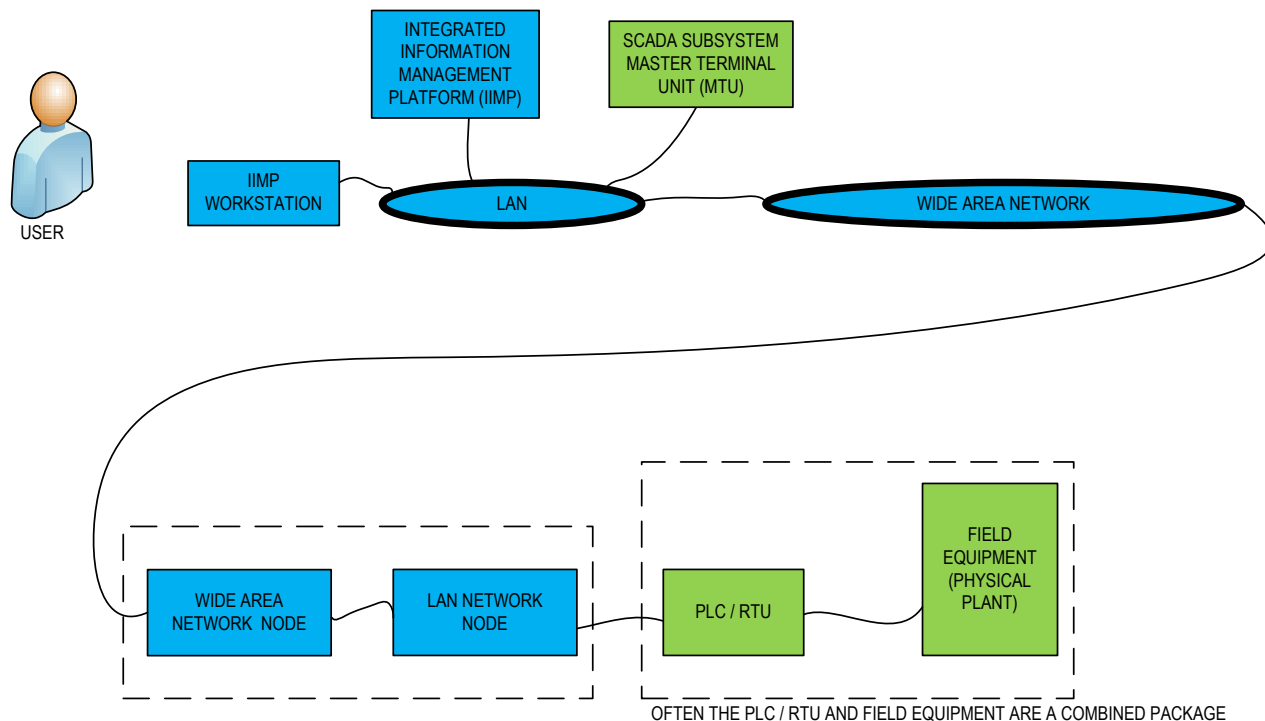 INTEGRATED
INFORMATION
MANAGEMENT
PLATFORM (IIMP)
SCADA SUBSYSTEM
MASTER TERMINAL
UNIT (MTU)
IIMP
WORKSTATION
LAN
WIDE AREA NETWORK
USER
WIDE AREA
NETWORK NODE
LAN NETWORK
NODE
PLC / RTU
FIELD
EQUIPMENT
(PHYSICAL
PLANT)
OFTEN THE PLC / RTU AND FIELD EQUIPMENT ARE A COMBINED PACKAGE